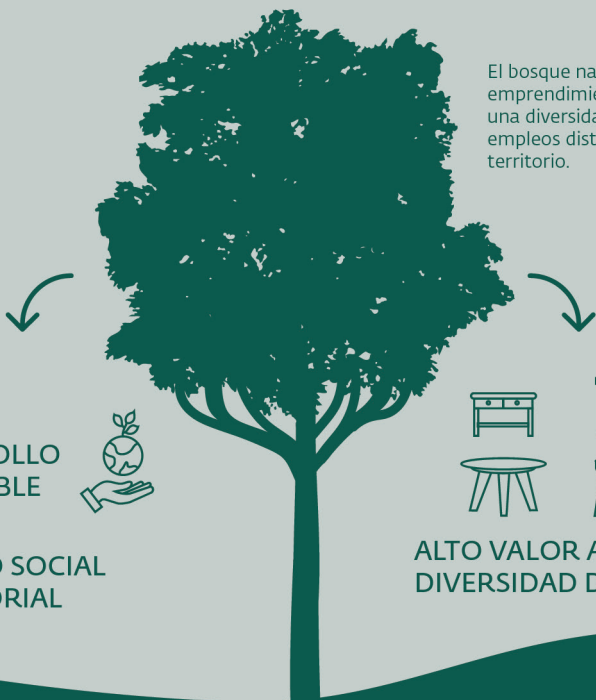 El bosque na
emprendimie
una diversida
empleos dist
territorio.
OLLO
BLE
O SOCIAL
ORIAL
ALTO VALOR A
DIVERSIDAD D